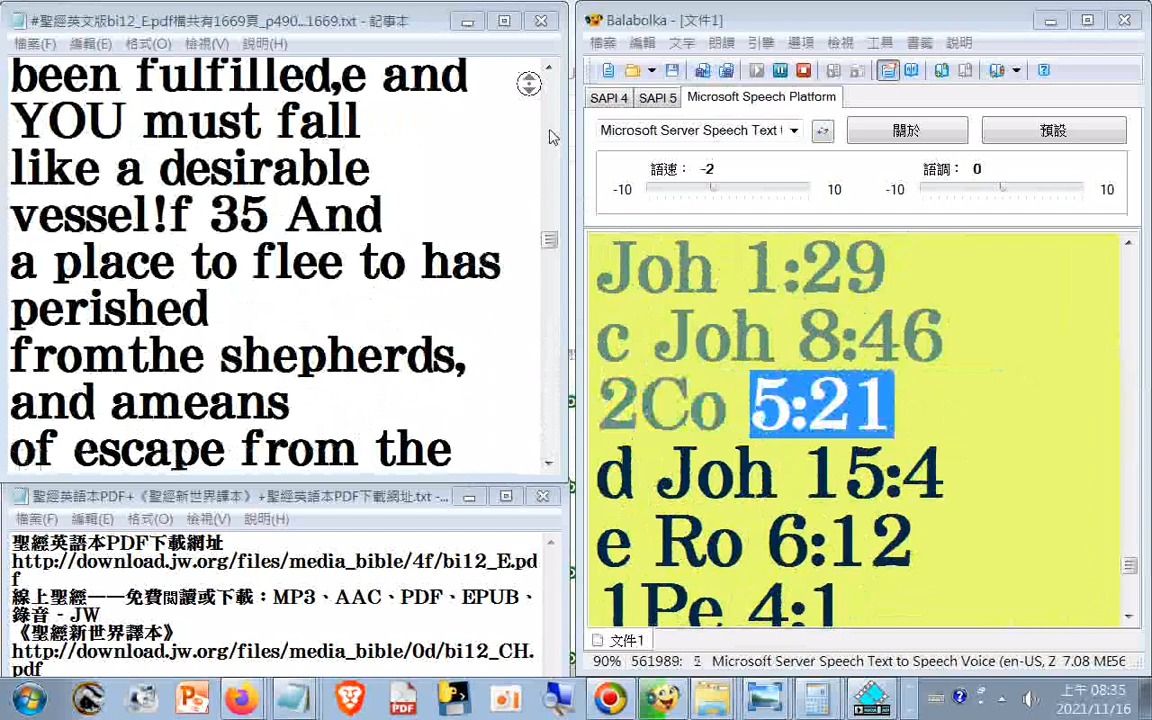 #聖經英文版bi12_E.pdf檔共有1669頁_p490...1669.txt - 記事本
檔案(F) 編輯(E) 格式(O) 檢視(V) 說明(H)
been fulfilled,e and
YOU must fall
like a desirable
vessel!f 35 And
a place to flee to has
perished
fromthe shepherds,
and ameans
of escape from the
聖經英語本PDF+《聖經新世界譯本》+聖經英語本PDF下載網址.txt -...
檔案(F) 編輯(E) 格式(O) 檢視(V) 說明(H)
聖經英語本PDF下載網址
http://download.jw.org/files/media_bible/4f/bi12_E.pd
f
線上聖經——免費閱讀或下載：MP3、AAC、PDF、EPUB、
錄音 - JW
《聖經新世界譯本》
http://download.jw.org/files/media_bible/0d/bi12_CH.
pdf
Balabolka - [文件1]
檔案 編輯 文字 朗讀 引擎 選項 檢視 工具 書籤 說明
SAPI 4 SAPI 5 Microsoft Speech Platform
Microsoft Server Speech Text 關於 預設
語速： -2 語調： 0
-10 10 -10 10
Joh 1:29
c Joh 8:46
2Co 5:21
d Joh 15:4
e Ro 6:12
1Pe 4:1
文件1
90% 561989: Microsoft Server Speech Text to Speech Voice (en-US, Z 7.08 ME56
PDF
上午 08:35
2021/11/16